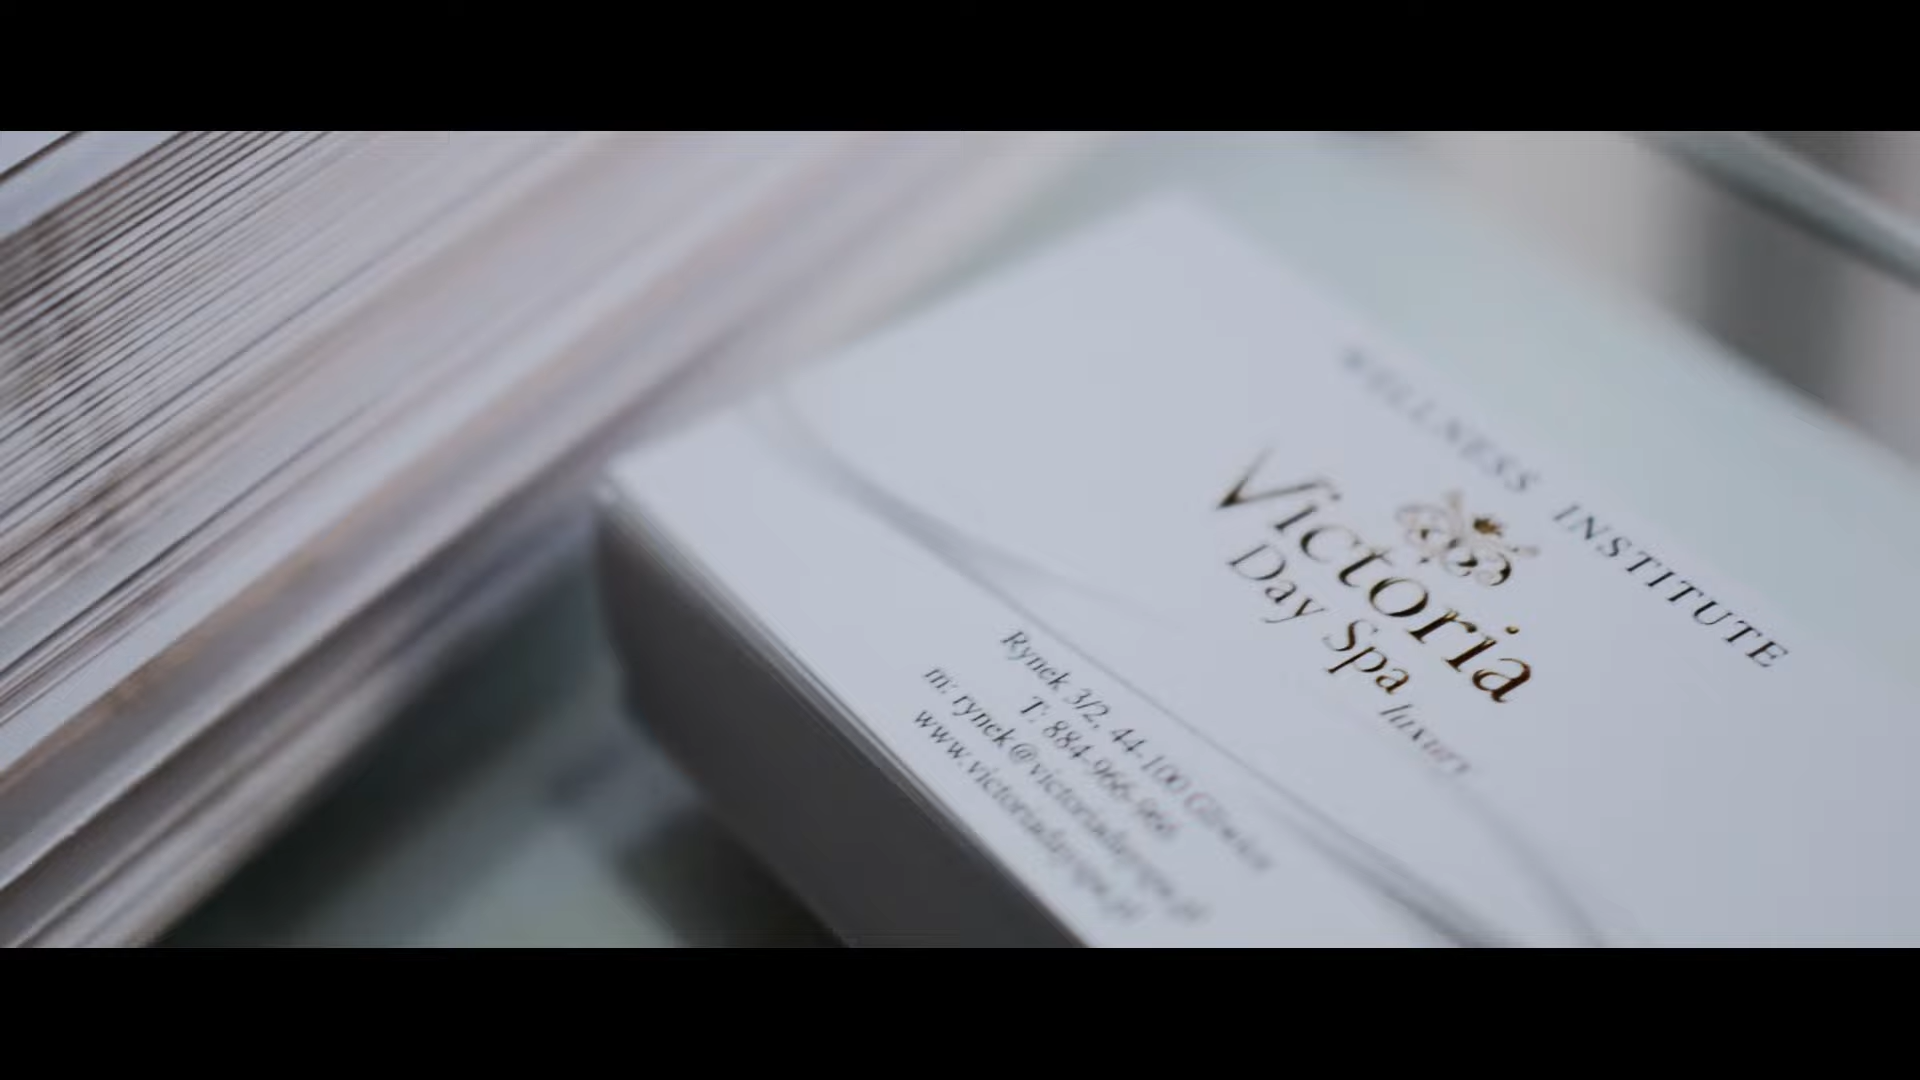 WELLNESS INSTITUTE
Victoria
Day Spa
luxury
Rynek 3/2, 44-100 Gliwice
T: 884-966-966
m: rynek@victoriadayspa.pl
www.victoriadayspa.pl